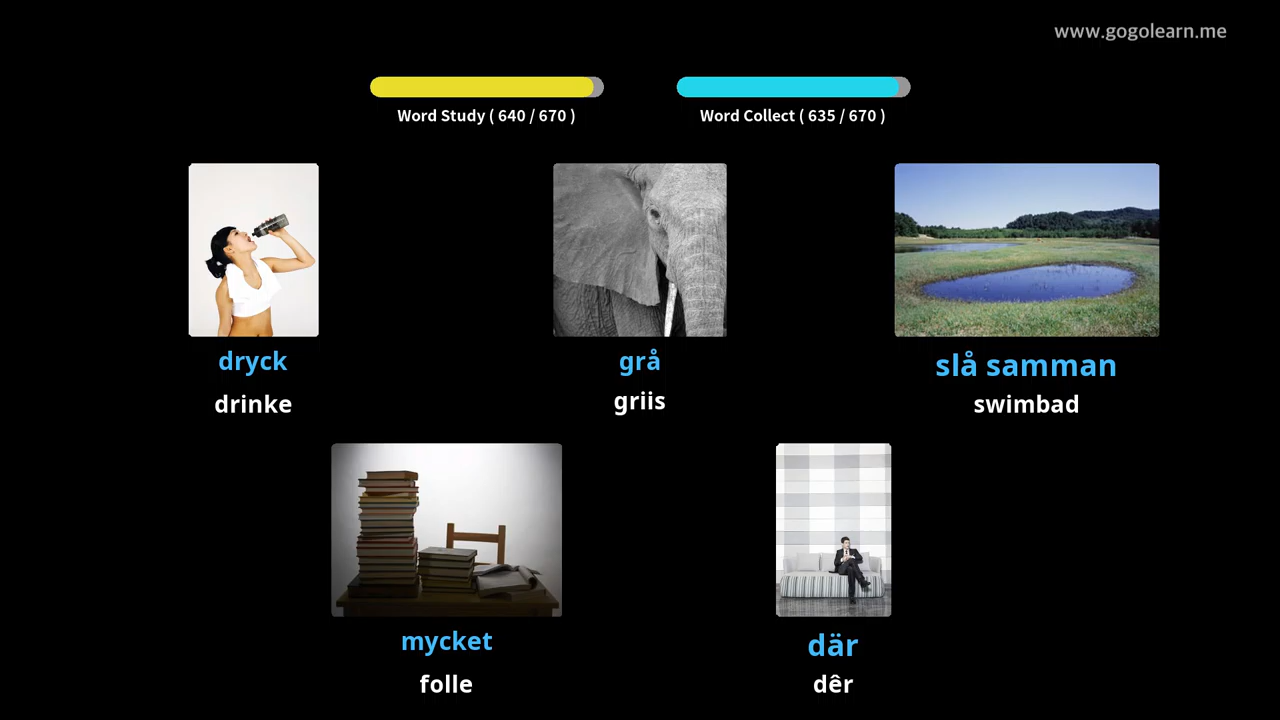 www.gogolearn.me
Word Study ( 640 / 670 )
Word Collect ( 635 / 670 )
dryck
drinke
grå
griis
slå samman
swimbad
mycket
folle
där
dêr